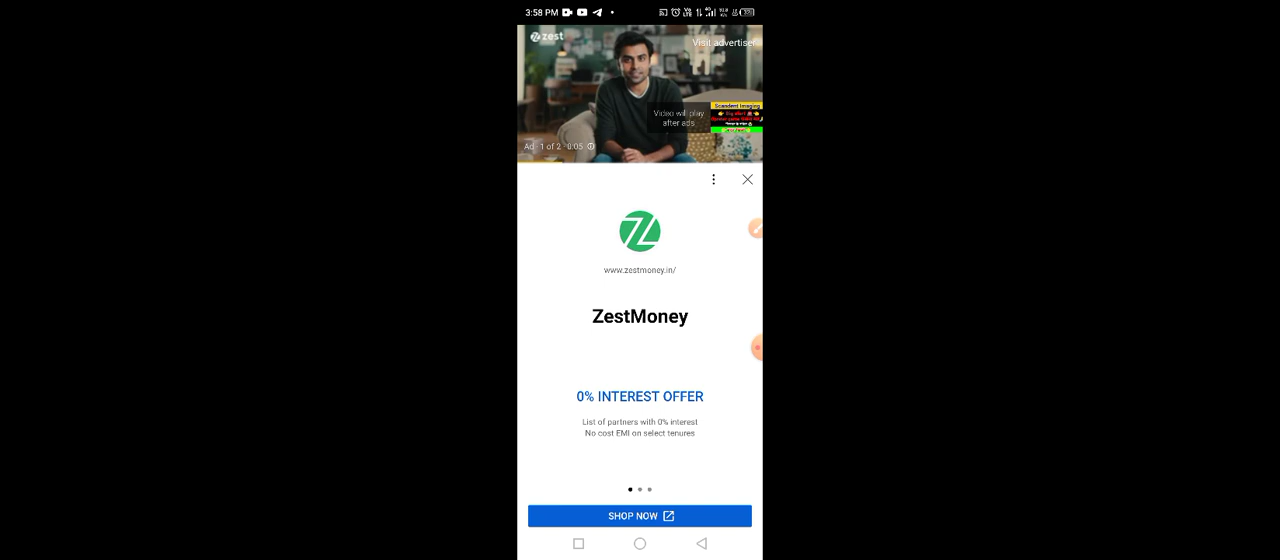 3:58 PM
zest
Visit advertiser
Video will play
after ads
Scandent Imaging
Ad · 1 of 2 · 0:05
www.zestmoney.in/
ZestMoney
0% INTEREST OFFER
List of partners with 0% interest
No cost EMI on select tenures
SHOP NOW